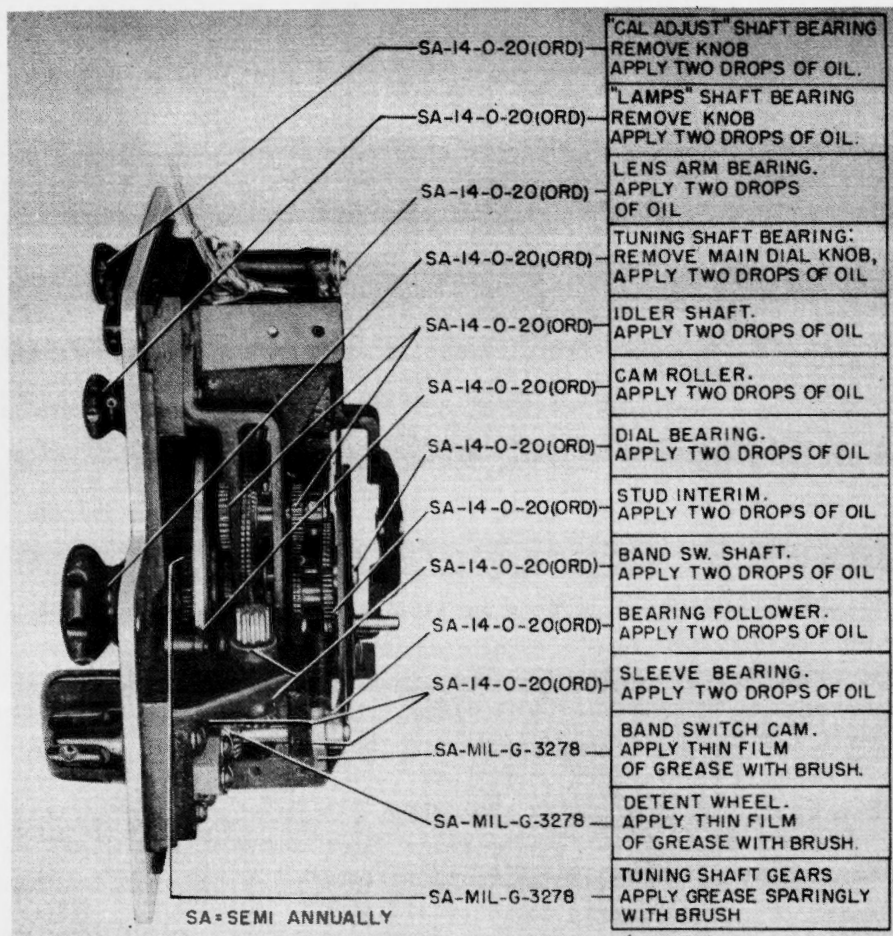 SA-14-0-20(ORD) "CAL ADJUST" SHAFT BEARING
REMOVE KNOB
APPLY TWO DROPS OF OIL.
SA-14-0-20(ORD) "LAMPS" SHAFT BEARING
REMOVE KNOB
APPLY TWO DROPS OF OIL.
SA-14-0-20(ORD) LENS ARM BEARING.
APPLY TWO DROPS
OF OIL
SA-14-0-20(ORD) TUNING SHAFT BEARING:
REMOVE MAIN DIAL KNOB,
APPLY TWO DROPS OF OIL
SA-14-0-20(ORD) IDLER SHAFT.
APPLY TWO DROPS OF OIL
SA-14-0-20(ORD) CAM ROLLER.
APPLY TWO DROPS OF OIL
SA-14-0-20(ORD) DIAL BEARING.
APPLY TWO DROPS OF OIL
SA-14-0-20(ORD) STUD INTERIM.
APPLY TWO DROPS OF OIL
SA-14-0-20(ORD) BAND SW. SHAFT.
APPLY TWO DROPS OF OIL
SA-14-0-20(ORD) BEARING FOLLOWER.
APPLY TWO DROPS OF OIL
SA-14-0-20(ORD) SLEEVE BEARING.
APPLY TWO DROPS OF OIL
SA-MIL-G-3278 BAND SWITCH CAM.
APPLY THIN FILM
OF GREASE WITH BRUSH.
SA-MIL-G-3278 DETENT WHEEL.
APPLY THIN FILM
OF GREASE WITH BRUSH.
SA-MIL-G-3278 TUNING SHAFT GEARS
APPLY GREASE SPARINGLY
WITH BRUSH
SA=SEMI ANNUALLY